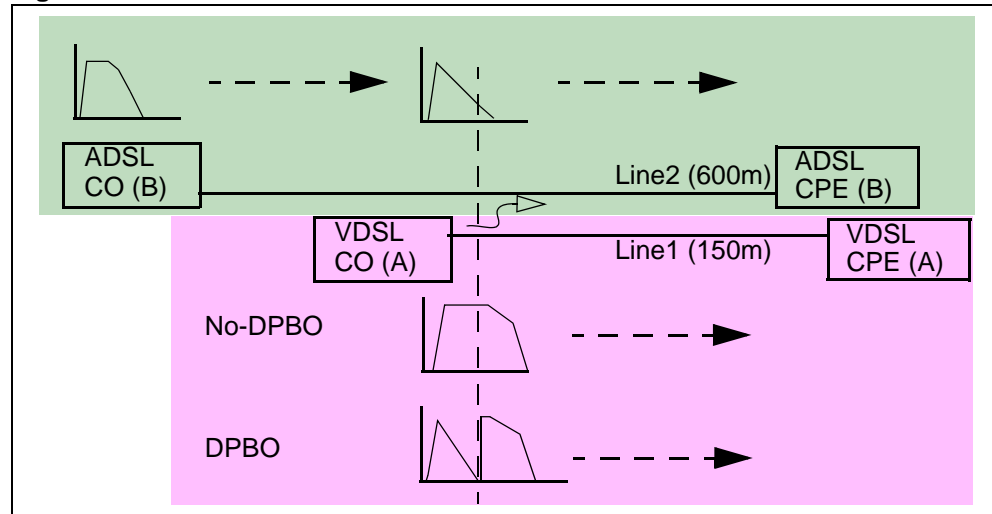 ADSL
CO (B)
Line2 (600m)
ADSL
CPE (B)
VDSL
CO (A)
Line1 (150m)
VDSL
CPE (A)
No-DPBO
DPBO